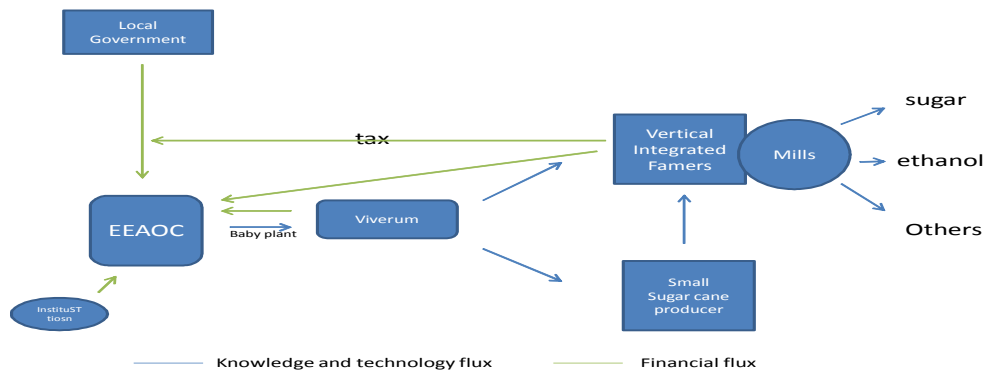 Local
Government
sugar
tax
Vertical
Integrated
Famers
Mills
ethanol
EEAOC
Viverum
Baby plant
Others
Small
Sugar cane
producer
InstituST
tiosn
Knowledge and technology flux
Financial flux